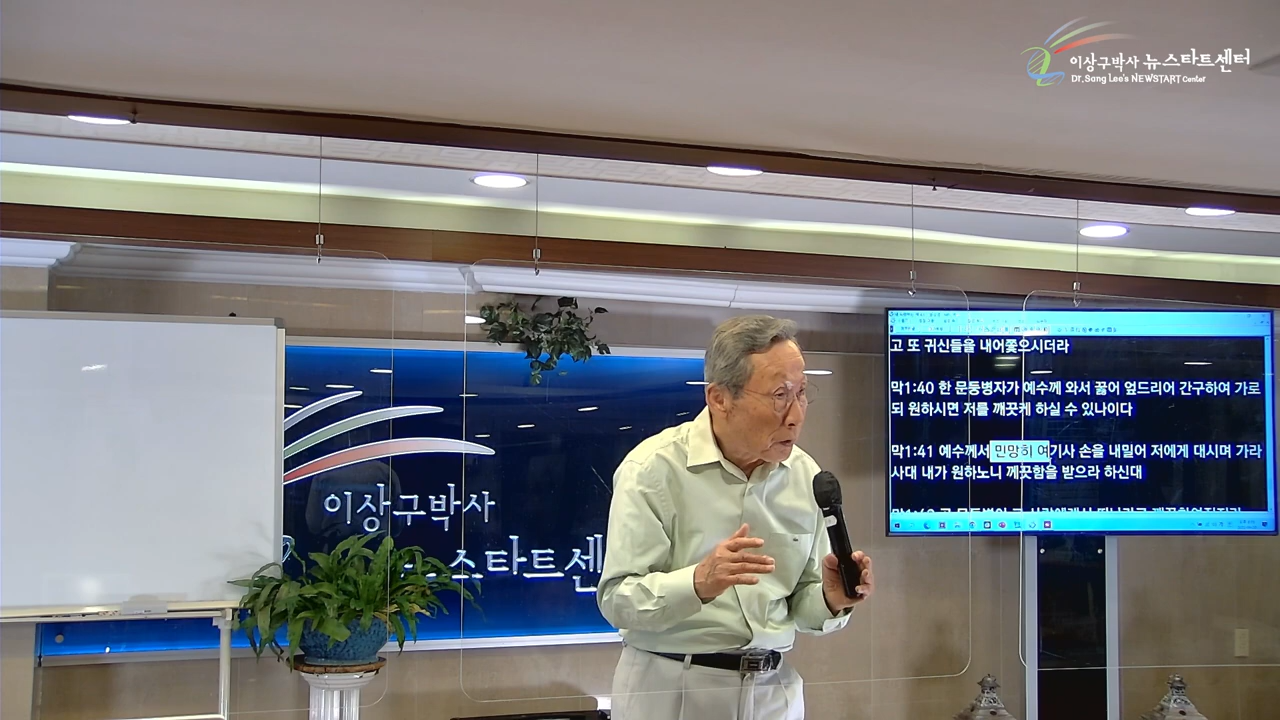 이상구박사 뉴스타트센터
Dr. Sang Lee's NEWSTART Center
고 또 귀신들을 내어쫓으시더라
막1:40 한 문둥병자가 예수께 와서 꿇어 엎드리어 간구하여 가로
되 원하시면 저를 깨끗케 하실 수 있나이다
막1:41 예수께서 민망히 여기사 손을 내밀어 저에게 대시며 가라
사대 내가 원하노니 깨끗함을 받으라 하신대
이상구박사
스타트센